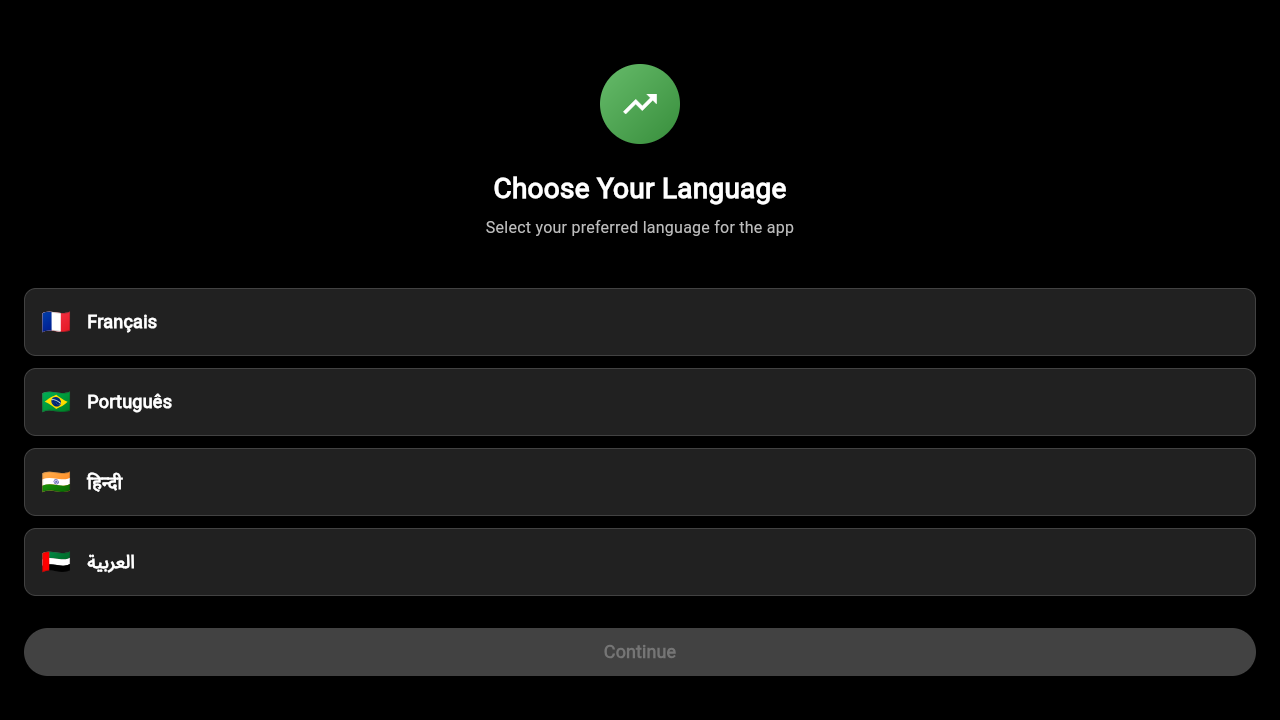 Choose Your Language
Select your preferred language for the app
Français
Português
हिन्दी
العربية
Continue